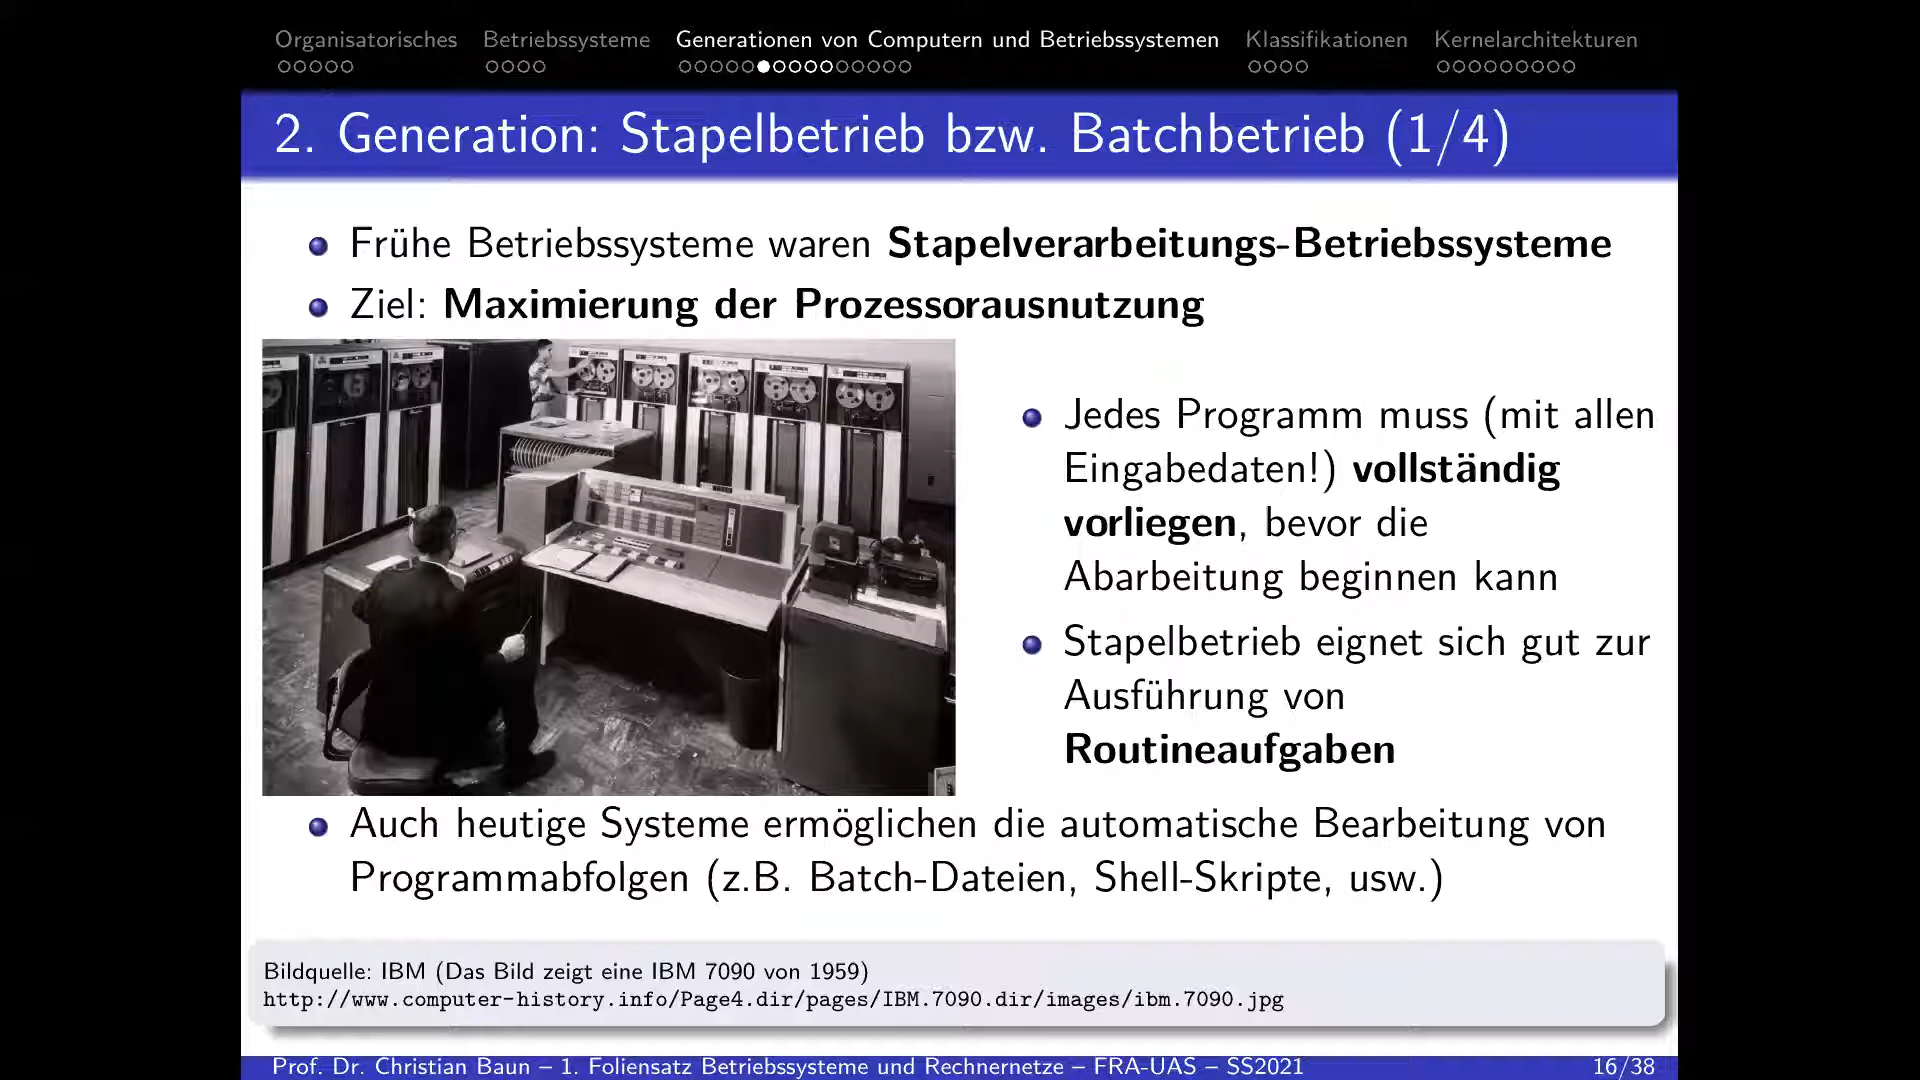 Organisatorisches Betriebssysteme Generationen von Computern und Betriebssystemen Klassifikationen Kernelarchitekturen
2. Generation: Stapelbetrieb bzw. Batchbetrieb (1/4)
Frühe Betriebssysteme waren Stapelverarbeitungs-Betriebssysteme
Ziel: Maximierung der Prozessorausnutzung
Jedes Programm muss (mit allen
Eingabedaten!) vollständig
vorliegen, bevor die
Abarbeitung beginnen kann
Stapelbetrieb eignet sich gut zur
Ausführung von
Routineaufgaben
Auch heutige Systeme ermöglichen die automatische Bearbeitung von
Programmabfolgen (z.B. Batch-Dateien, Shell-Skripte, usw.)
Bildquelle: IBM (Das Bild zeigt eine IBM 7090 von 1959)
http://www.computer-history.info/Page4.dir/pages/IBM.7090.dir/images/ibm.7090.jpg
Prof. Dr. Christian Baun – 1. Foliensatz Betriebssysteme und Rechnernetze – FRA-UAS – SS2021 16/38